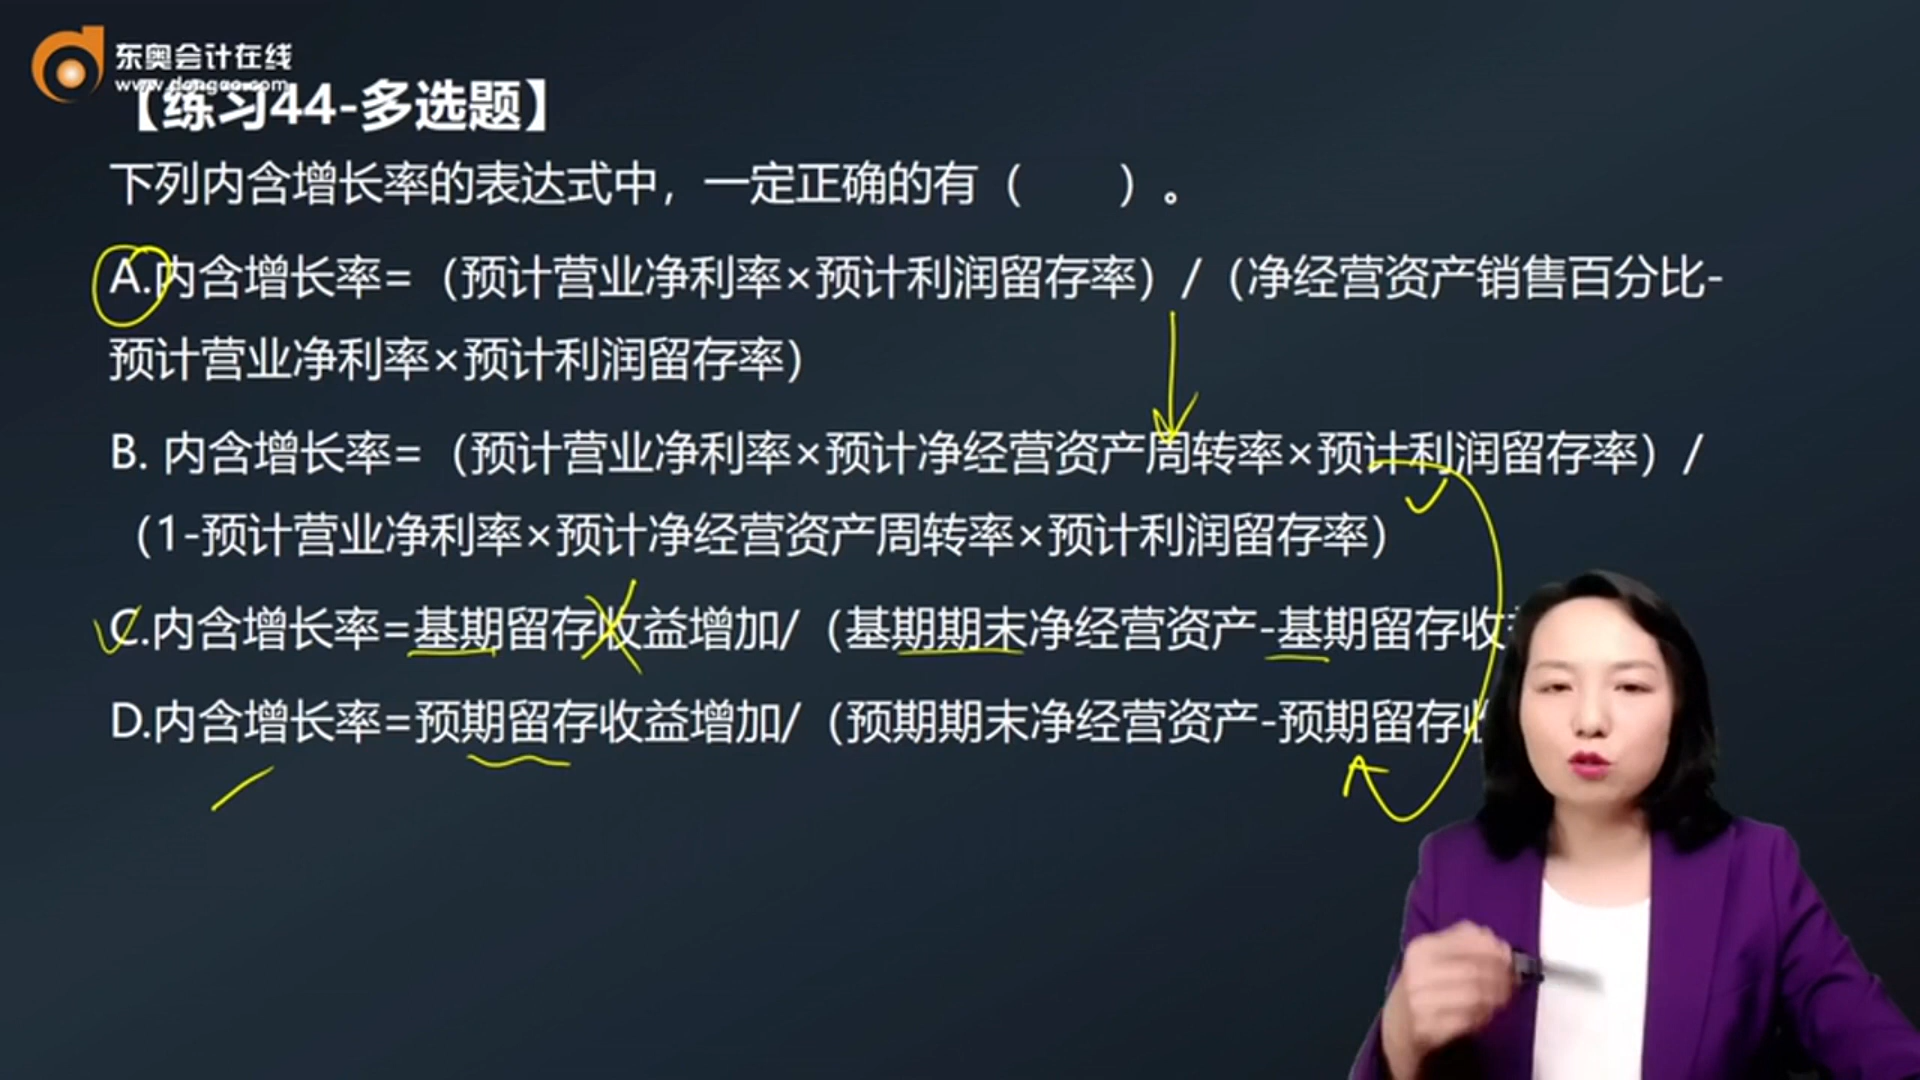 东奥会计在线
www.dongao.com
【练习44-多选题】
下列内含增长率的表达式中，一定正确的有（　　）。
A.内含增长率=（预计营业净利率×预计利润留存率）/（净经营资产销售百分比-
预计营业净利率×预计利润留存率）
B. 内含增长率=（预计营业净利率×预计净经营资产周转率×预计利润留存率）/
（1-预计营业净利率×预计净经营资产周转率×预计利润留存率）
C.内含增长率=基期留存收益增加/（基期期末净经营资产-基期留存收
D.内含增长率=预期留存收益增加/（预期期末净经营资产-预期留存